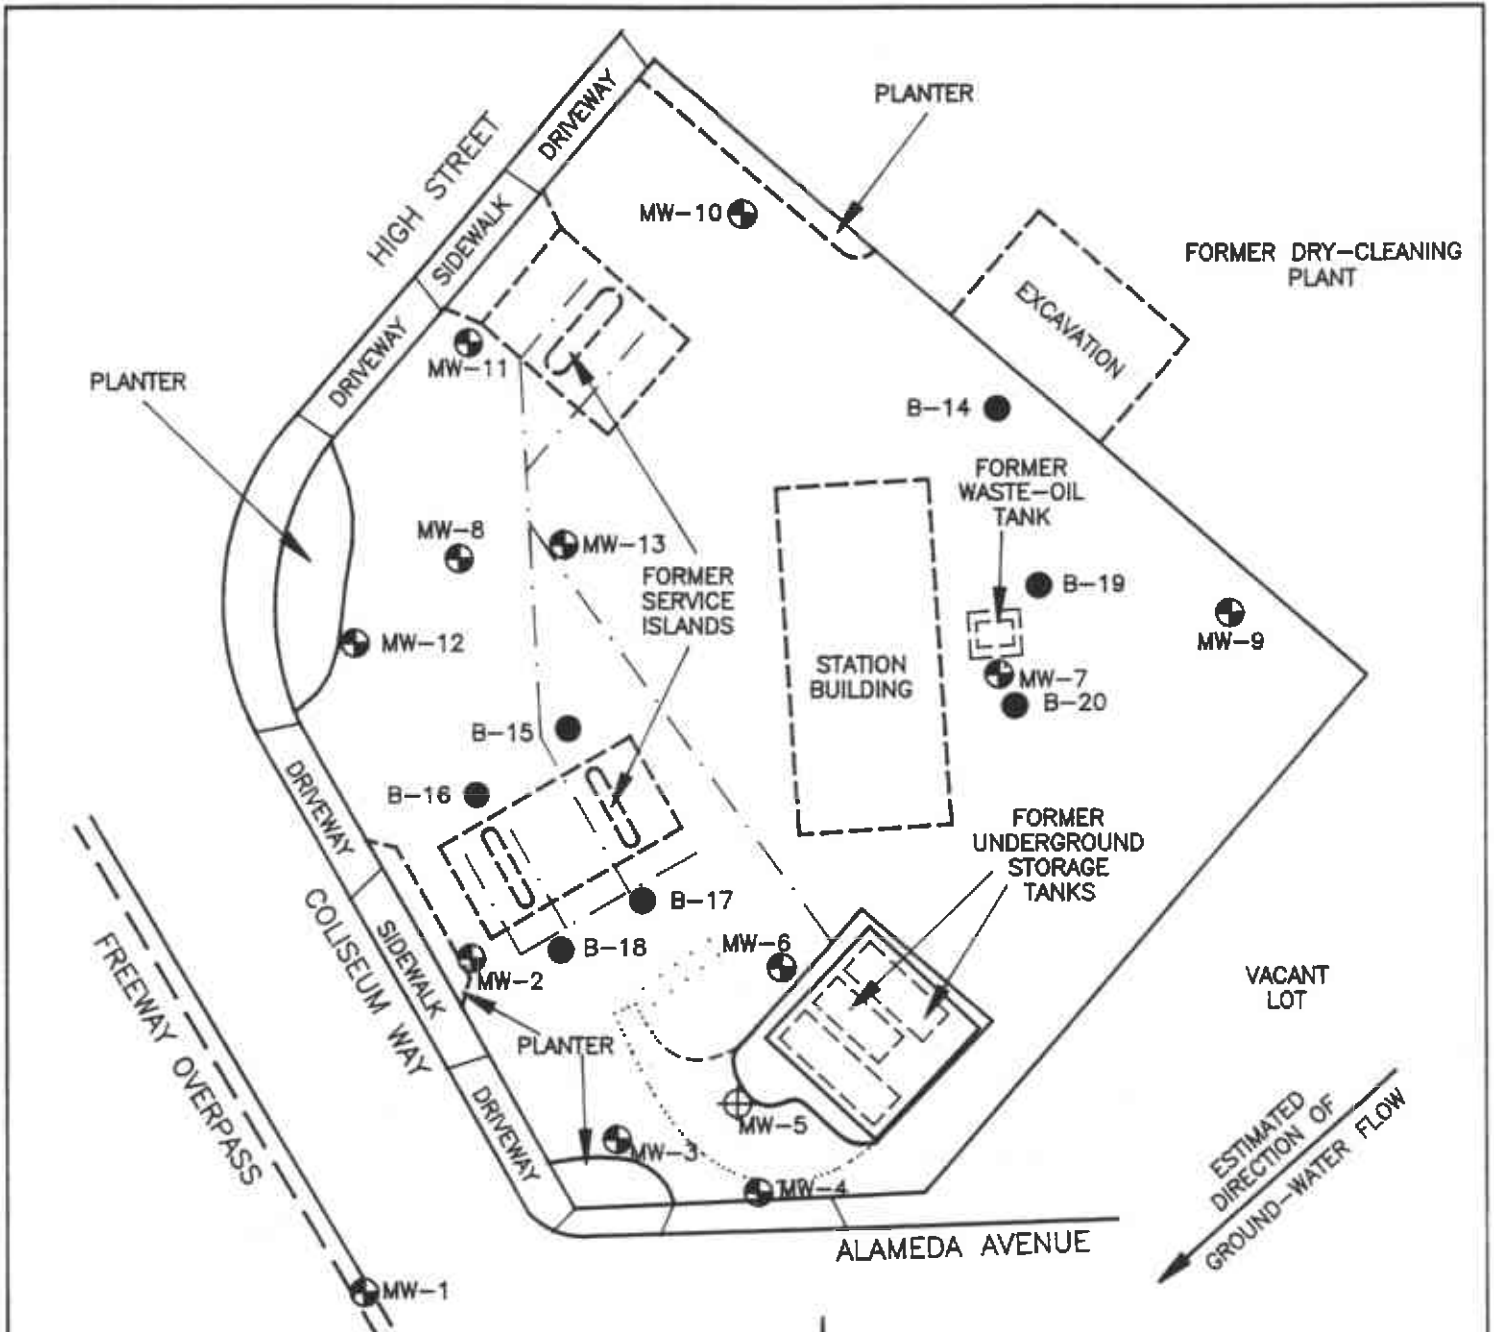 PLANTER
DRIVEWAY
HIGH STREET
SIDEWALK
MW-10
FORMER DRY-CLEANING
PLANT
EXCAVATION
DRIVEWAY
MW-11
PLANTER
B-14
FORMER
WASTE-OIL
TANK
MW-8
MW-13
FORMER
SERVICE
ISLANDS
B-19
MW-9
MW-12
STATION
BUILDING
MW-7
B-20
B-15
DRIVEWAY
B-16
FORMER
UNDERGROUND
STORAGE
TANKS
B-17
COLISEUM WAY
SIDEWALK
B-18
MW-6
MW-2
FREEWAY OVERPASS
VACANT
LOT
PLANTER
DRIVEWAY
MW-5
MW-3
ESTIMATED
DIRECTION OF
GROUND-WATER FLOW
MW-4
ALAMEDA AVENUE
MW-1